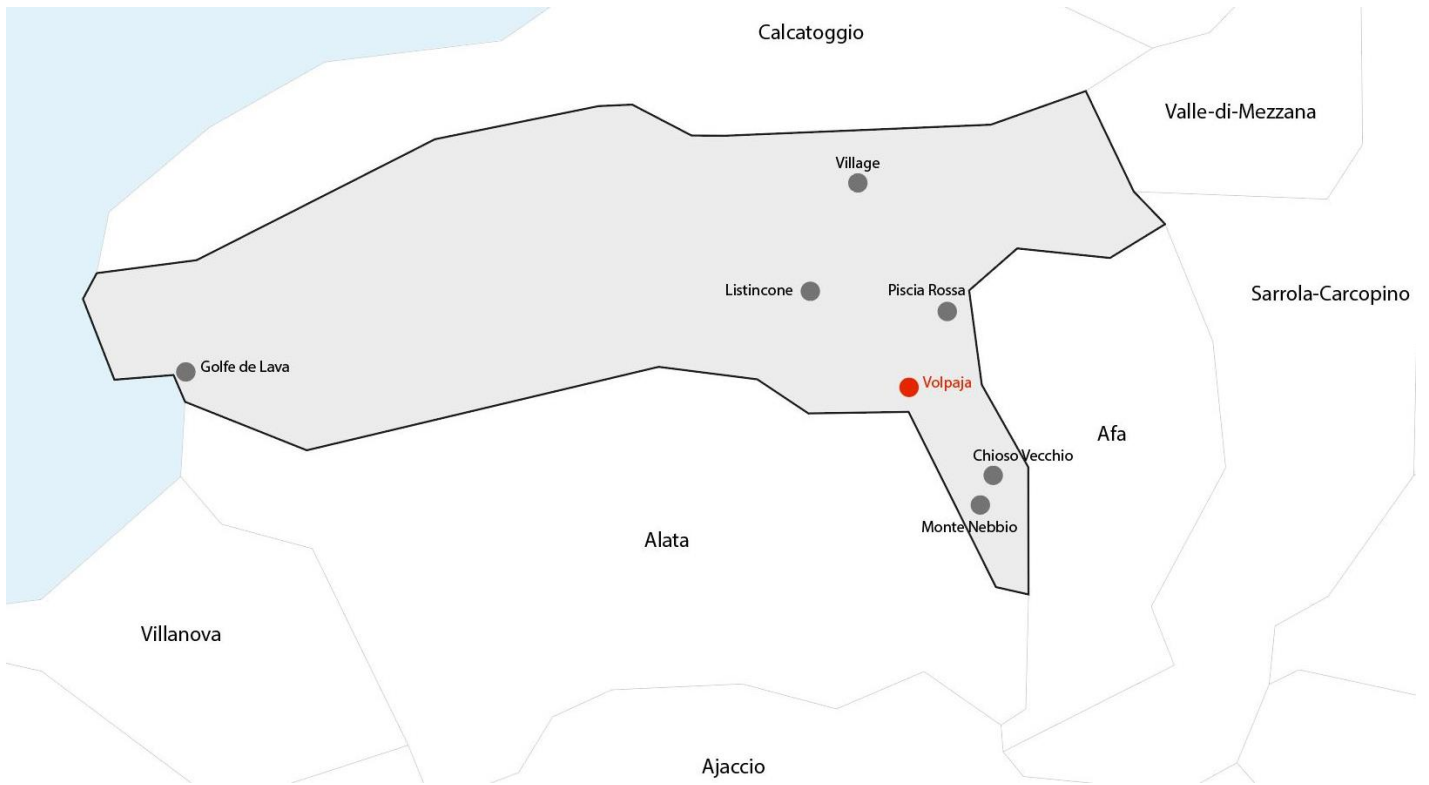 Calcatoggio
Valle-di-Mezzana
Village
Listincone
Piscia Rossa
Sarrola-Carcopino
Golfe de Lava
Volpaja
Afa
Chioso Vecchio
Monte Nebbio
Alata
Villanova
Ajaccio